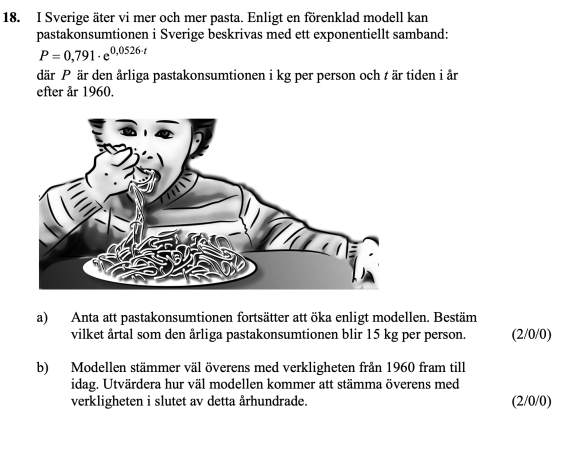 18. I Sverige äter vi mer och mer pasta. Enligt en förenklad modell kan
pastakonsumtionen i Sverige beskrivas med ett exponentiellt samband:
P = 0,791 · e^0,0526·t
där P är den årliga pastakonsumtionen i kg per person och t är tiden i år
efter år 1960.
a) Anta att pastakonsumtionen fortsätter att öka enligt modellen. Bestäm
vilket årtal som den årliga pastakonsumtionen blir 15 kg per person. (2/0/0)
b) Modellen stämmer väl överens med verkligheten från 1960 fram till
idag. Utvärdera hur väl modellen kommer att stämma överens med
verkligheten i slutet av detta århundrade. (2/0/0)